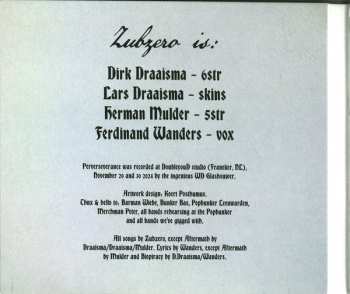 Zubzero is:
Dirk Draaisma - 6str
Lars Draaisma - skins
Herman Mulder - 5str
Ferdinand Wanders - vox
Perverseverance was recorded at DoubleyouD studio (Franeker, NL),
November 29 and 30 2024 by the ingenious WD Glashouwer.
Artwork design: Koert Posthumus.
Chux & hello to: Barman Wiebe, Bunker Bas, Popbunker Leeuwarden,
Merchman Peter, all bands rehearsing at the Popbunker
and all bands we've gigged with.
All songs by Zubzero, except Aftermath by
Draaisma/Draaisma/Mulder. Lyrics by Wanders, except Aftermath
by Mulder and Biopiracy by D.Draaisma/Wanders.